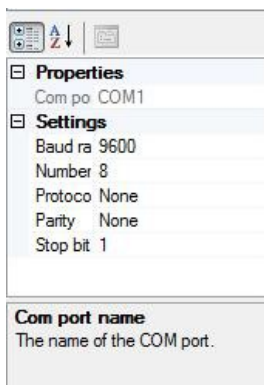 Properties
Com po COM1
Settings
Baud ra 9600
Number 8
Protoco None
Parity None
Stop bit 1
Com port name
The name of the COM port.